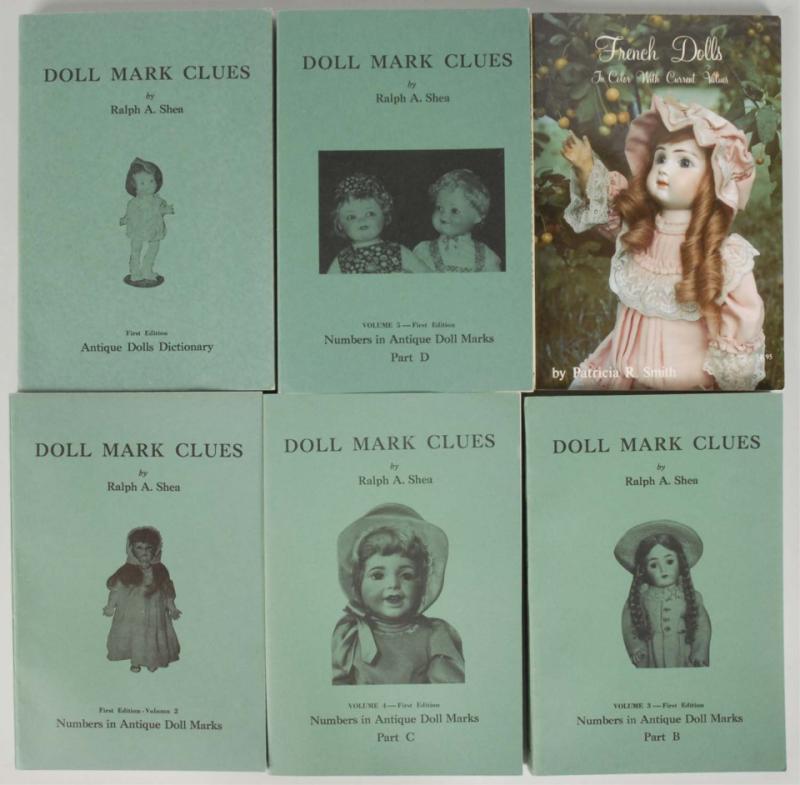 DOLL MARK CLUES
by
Ralph A. Shea
First Edition
Antique Dolls Dictionary
DOLL MARK CLUES
by
Ralph A. Shea
VOLUME 5—First Edition
Numbers in Antique Doll Marks
Part D
French Dolls
In Color With Current Values
by Patricia R. Smith
DOLL MARK CLUES
by
Ralph A. Shea
First Edition - Volume 2
Numbers in Antique Doll Marks
DOLL MARK CLUES
by
Ralph A. Shea
VOLUME 4—First Edition
Numbers in Antique Doll Marks
Part C
DOLL MARK CLUES
by
Ralph A. Shea
VOLUME 3—First Edition
Numbers in Antique Doll Marks
Part B